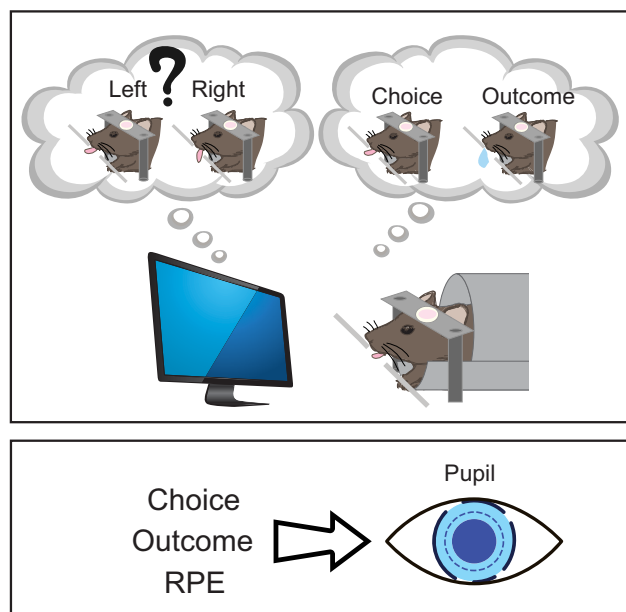 Left ? Right
Choice Outcome
Pupil
Choice
Outcome
RPE